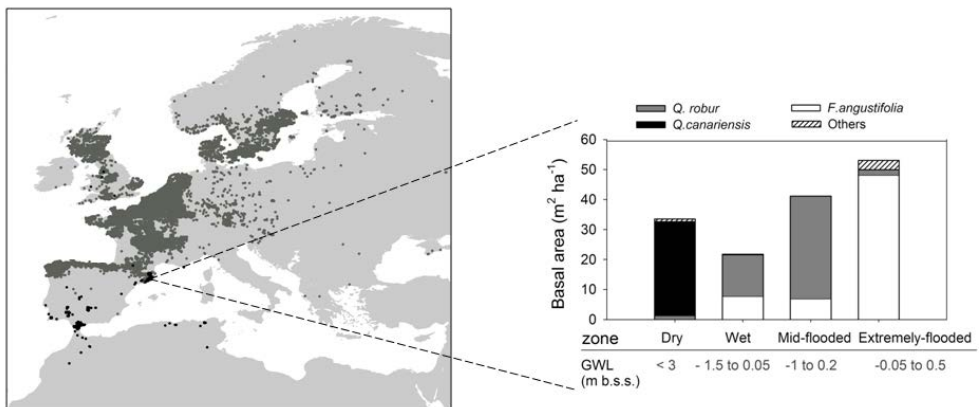 Q. robur F.angustifolia
Q.canariensis Others
60
50
40
30
20
10
0
Basal area (m² ha⁻¹)
zone Dry Wet Mid-flooded Extremely-flooded
GWL < 3 - 1.5 to 0.05 -1 to 0.2 -0.05 to 0.5
(m b.s.s.)